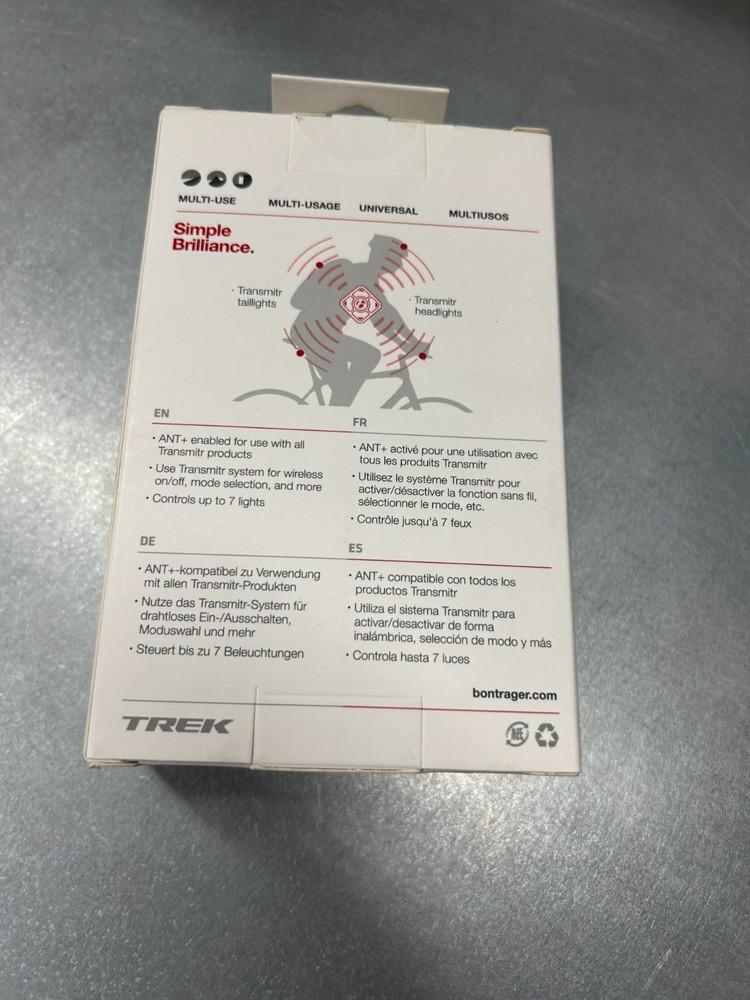 MULTI-USE MULTI-USAGE UNIVERSAL MULTIUSOS
Simple
Brilliance.
· Transmitr
taillights
· Transmitr
headlights
EN
· ANT+ enabled for use with all
Transmitr products
· Use Transmitr system for wireless
on/off, mode selection, and more
· Controls up to 7 lights
FR
· ANT+ activé pour une utilisation avec
tous les produits Transmitr
· Utilisez le système Transmitr pour
activer/désactiver la fonction sans fil,
sélectionner le mode, etc.
· Contrôle jusqu'à 7 feux
DE
· ANT+-kompatibel zu Verwendung
mit allen Transmitr-Produkten
· Nutze das Transmitr-System für
drahtloses Ein-/Ausschalten,
Moduswahl und mehr
· Steuert bis zu 7 Beleuchtungen
ES
· ANT+ compatible con todos los
productos Transmitr
· Utiliza el sistema Transmitr para
activar/desactivar de forma
inalámbrica, selección de modo y más
· Controla hasta 7 luces
bontrager.com
TREK
紙